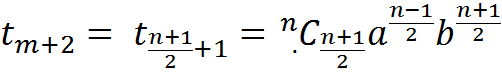 $t_{m+2} = t_{\frac{n+1}{2}+1} = {}^{n}_{.}C_{\frac{n+1}{2}} a^{\frac{n-1}{2}} b^{\frac{n+1}{2}}$